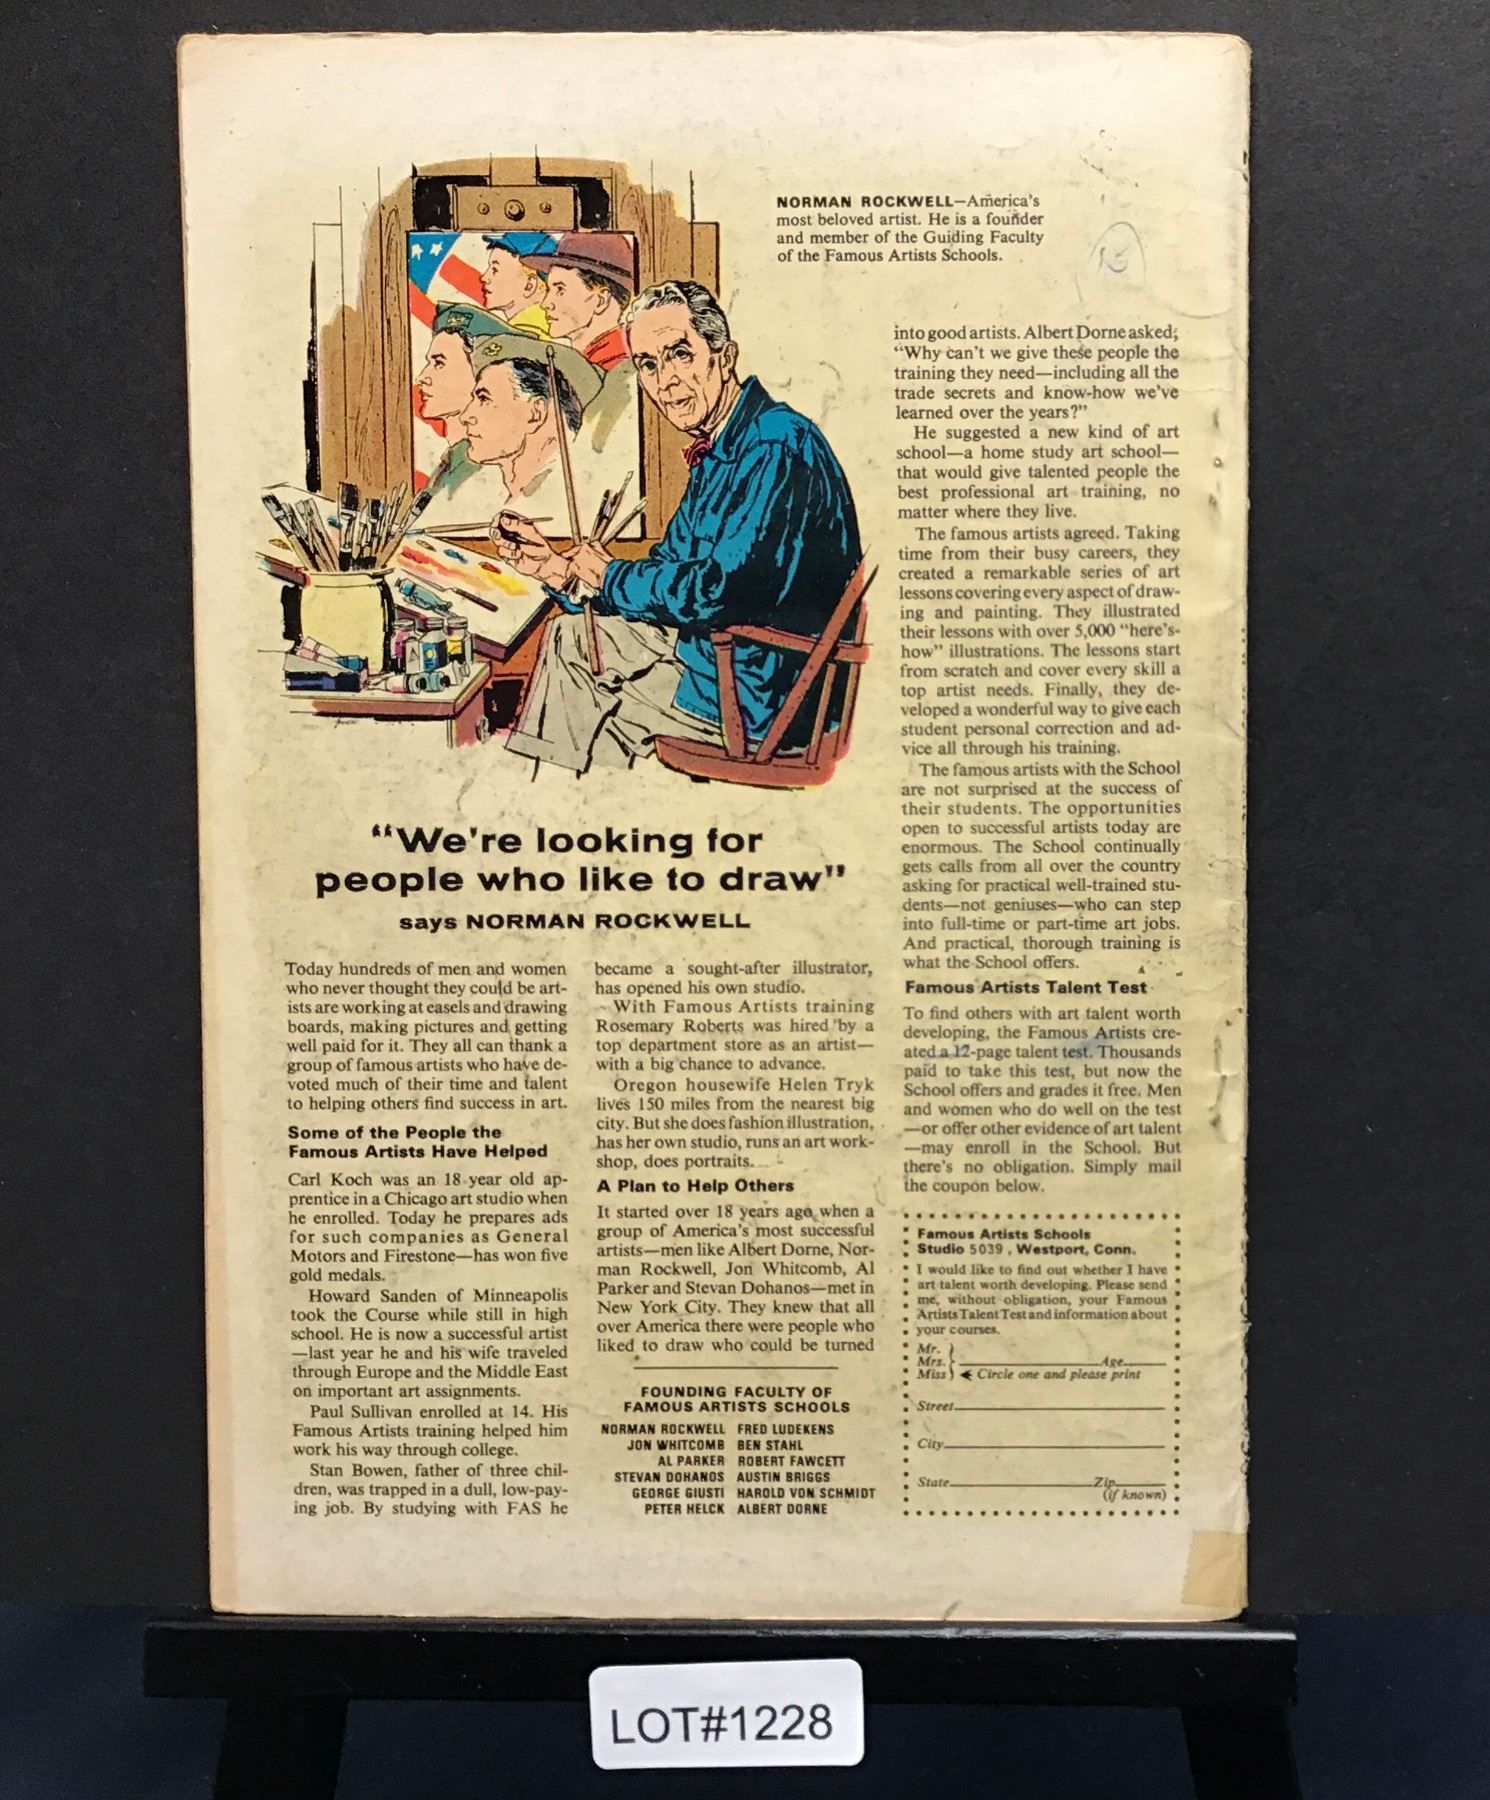 NORMAN ROCKWELL—America's
most beloved artist. He is a founder
and member of the Guiding Faculty
of the Famous Artists Schools.
"We're looking for
people who like to draw"
says NORMAN ROCKWELL
Today hundreds of men and women
who never thought they could be art-
ists are working at easels and drawing
boards, making pictures and getting
well paid for it. They all can thank a
group of famous artists who have de-
voted much of their time and talent
to helping others find success in art.
Some of the People the
Famous Artists Have Helped
Carl Koch was an 18 year old ap-
prentice in a Chicago art studio when
he enrolled. Today he prepares ads
for such companies as General
Motors and Firestone—has won five
gold medals.
Howard Sanden of Minneapolis
took the Course while still in high
school. He is now a successful artist
—last year he and his wife traveled
through Europe and the Middle East
on important art assignments.
Paul Sullivan enrolled at 14. His
Famous Artists training helped him
work his way through college.
Stan Bowen, father of three chil-
dren, was trapped in a dull, low-pay-
ing job. By studying with FAS he
became a sought-after illustrator,
has opened his own studio.
With Famous Artists training
Rosemary Roberts was hired by a
top department store as an artist—
with a big chance to advance.
Oregon housewife Helen Tryk
lives 150 miles from the nearest big
city. But she does fashion illustration,
has her own studio, runs an art work-
shop, does portraits.
A Plan to Help Others
It started over 18 years ago when a
group of America's most successful
artists—men like Albert Dorne, Nor-
man Rockwell, Jon Whitcomb, Al
Parker and Stevan Dohanos—met in
New York City. They knew that all
over America there were people who
liked to draw who could be turned
FOUNDING FACULTY OF
FAMOUS ARTISTS SCHOOLS
NORMAN ROCKWELL FRED LUDEKENS
JON WHITCOMB BEN STAHL
AL PARKER ROBERT FAWCETT
STEVAN DOHANOS AUSTIN BRIGGS
GEORGE GIUSTI HAROLD VON SCHMIDT
PETER HELCK ALBERT DORNE
into good artists. Albert Dorne asked,
"Why can't we give these people the
training they need—including all the
trade secrets and know-how we've
learned over the years?"
He suggested a new kind of art
school—a home study art school—
that would give talented people the
best professional art training, no
matter where they live.
The famous artists agreed. Taking
time from their busy careers, they
created a remarkable series of art
lessons covering every aspect of draw-
ing and painting. They illustrated
their lessons with over 5,000 "here's-
how" illustrations. The lessons start
from scratch and cover every skill a
top artist needs. Finally, they de-
veloped a wonderful way to give each
student personal correction and ad-
vice all through his training.
The famous artists with the School
are not surprised at the success of
their students. The opportunities
open to successful artists today are
enormous. The School continually
gets calls from all over the country
asking for practical well-trained stu-
dents—not geniuses—who can step
into full-time or part-time art jobs.
And practical, thorough training is
what the School offers.
Famous Artists Talent Test
To find others with art talent worth
developing, the Famous Artists cre-
ated a 12-page talent test. Thousands
paid to take this test, but now the
School offers and grades it free. Men
and women who do well on the test
—or offer other evidence of art talent
—may enroll in the School. But
there's no obligation. Simply mail
the coupon below.
Famous Artists Schools
Studio 5039, Westport, Conn.
I would like to find out whether I have
art talent worth developing. Please send
me, without obligation, your Famous
Artists Talent Test and information about
your courses.
Mr.
Mrs. Age
Miss Circle one and please print
Street
City
State Zip
(if known)
LOT#1228